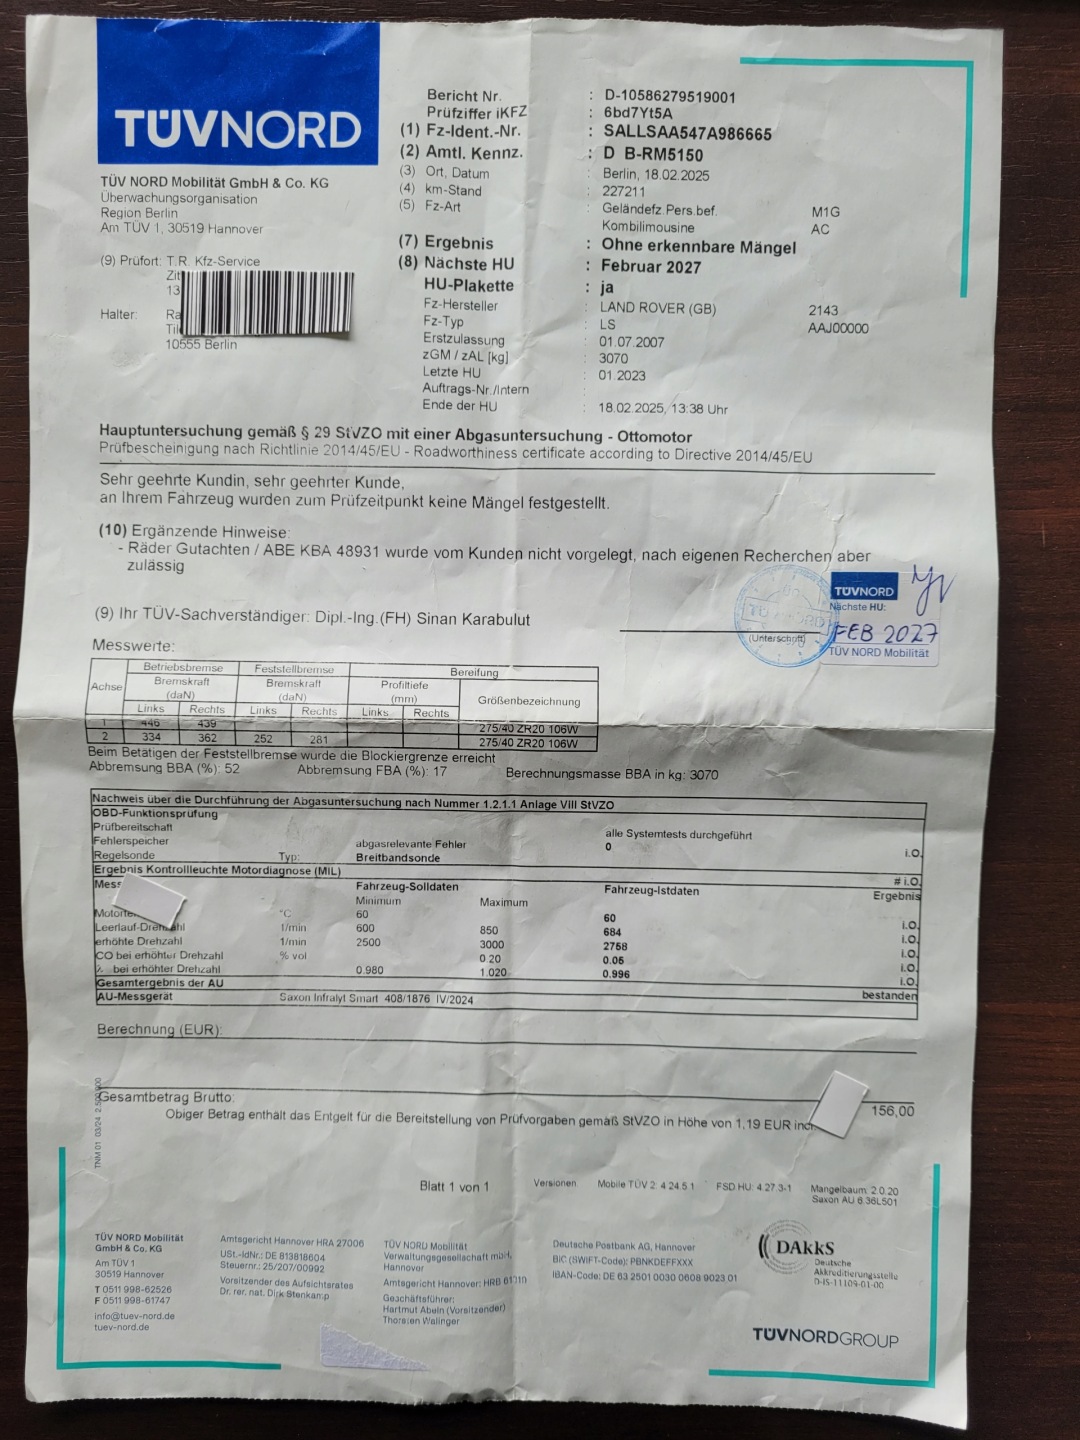 TÜVNORD
TÜV NORD Mobilität GmbH & Co. KG
Überwachungsorganisation
Region Berlin
Am TÜV 1, 30519 Hannover
(9) Prüfort: T.R. Kfz-Service
Zit
13
Halter: Ra
10555 Berlin
Bericht Nr. : D-10586279519001
Prüfziffer iKFZ : 6bd7Yt5A
(1) Fz-Ident.-Nr. : SALLSAA547A986665
(2) Amtl. Kennz. : D B-RM5150
(3) Ort, Datum : Berlin, 18.02.2025
(4) km-Stand : 227211
(5) Fz-Art : Geländefz.Pers.bef. M1G
Kombilimousine AC
(7) Ergebnis : Ohne erkennbare Mängel
(8) Nächste HU : Februar 2027
HU-Plakette : ja
Fz-Hersteller : LAND ROVER (GB) 2143
Fz-Typ : LS AAJ00000
Erstzulassung : 01.07.2007
zGM / zAL [kg] : 3070
Letzte HU : 01.2023
Auftrags-Nr./Intern :
Ende der HU : 18.02.2025, 13:38 Uhr
Hauptuntersuchung gemäß § 29 StVZO mit einer Abgasuntersuchung - Ottomotor
Prüfbescheinigung nach Richtlinie 2014/45/EU - Roadworthiness certificate according to Directive 2014/45/EU
Sehr geehrte Kundin, sehr geehrter Kunde,
an Ihrem Fahrzeug wurden zum Prüfzeitpunkt keine Mängel festgestellt.
(10) Ergänzende Hinweise:
- Räder Gutachten / ABE KBA 48931 wurde vom Kunden nicht vorgelegt, nach eigenen Recherchen aber
zulässig
(9) Ihr TÜV-Sachverständiger: Dipl.-Ing.(FH) Sinan Karabulut
(Unterschrift)
TÜVNORD
Nächste HU:
FEB 2027
TÜV NORD Mobilität
Messwerte:
Achse Betriebsbremse Feststellbremse Bereifung
Bremskraft (daN) Bremskraft (daN) Profiltiefe (mm) Größenbezeichnung
Links Rechts Links Rechts Links Rechts
1 446 439 275/40 ZR20 106W
2 334 362 252 281 275/40 ZR20 106W
Beim Betätigen der Feststellbremse wurde die Blockiergrenze erreicht
Abbremsung BBA (%): 52 Abbremsung FBA (%): 17 Berechnungsmasse BBA in kg: 3070
Nachweis über die Durchführung der Abgasuntersuchung nach Nummer 1.2.1.1 Anlage VIII StVZO
OBD-Funktionsprüfung
Prüfbereitschaft alle Systemtests durchgeführt
Fehlerspeicher abgasrelevante Fehler 0 i.O.
Regelsonde Typ: Breitbandsonde
Ergebnis Kontrollleuchte Motordiagnose (MIL) # i.O.
Mess Fahrzeug-Solldaten Fahrzeug-Istdaten Ergebnis
Minimum Maximum
°C 60 60 i.O.
Leerlauf-Drehzahl 1/min 600 850 684 i.O.
erhöhte Drehzahl 1/min 2500 3000 2758 i.O.
CO bei erhöhter Drehzahl % vol 0.20 0.05 i.O.
λ bei erhöhter Drehzahl 0.980 1.020 0.996 i.O.
Gesamtergebnis der AU bestanden
AU-Messgerät Saxon Infralyt Smart 408/1876 IV/2024
Berechnung (EUR):
Gesamtbetrag Brutto: 156,00
Obiger Betrag enthält das Entgelt für die Bereitstellung von Prüfvorgaben gemäß StVZO in Höhe von 1,19 EUR incl.
TNM 01 03/24 2.500.000
Blatt 1 von 1
Versionen Mobile TÜV 2: 4.24.5.1 FSD HU: 4.27.3-1 Mangelbaum: 2.0.20
Saxon AU 6.36L501
TÜV NORD Mobilität
GmbH & Co. KG
Am TÜV 1
30519 Hannover
T 0511 998-62526
F 0511 998-61747
info@tuev-nord.de
tuev-nord.de
Amtsgericht Hannover HRA 27006
USt.-IdNr.: DE 813818604
Steuernr.: 25/207/00992
Vorsitzender des Aufsichtsrates
Dr. rer. nat. Dirk Stenkamp
TÜV NORD Mobilität
Verwaltungsgesellschaft mbH,
Hannover
Amtsgericht Hannover: HRB
Geschäftsführer:
Hartmut Abeln (Vorsitzender)
Thorsten Walinger
Deutsche Postbank AG, Hannover
BIC (SWIFT-Code): PBNKDEFFXXX
IBAN-Code: DE 63 2501 0030 0608 9023 01
DAkkS
Deutsche
Akkreditierungsstelle
D-IS-11109-01-00
TÜVNORDGROUP